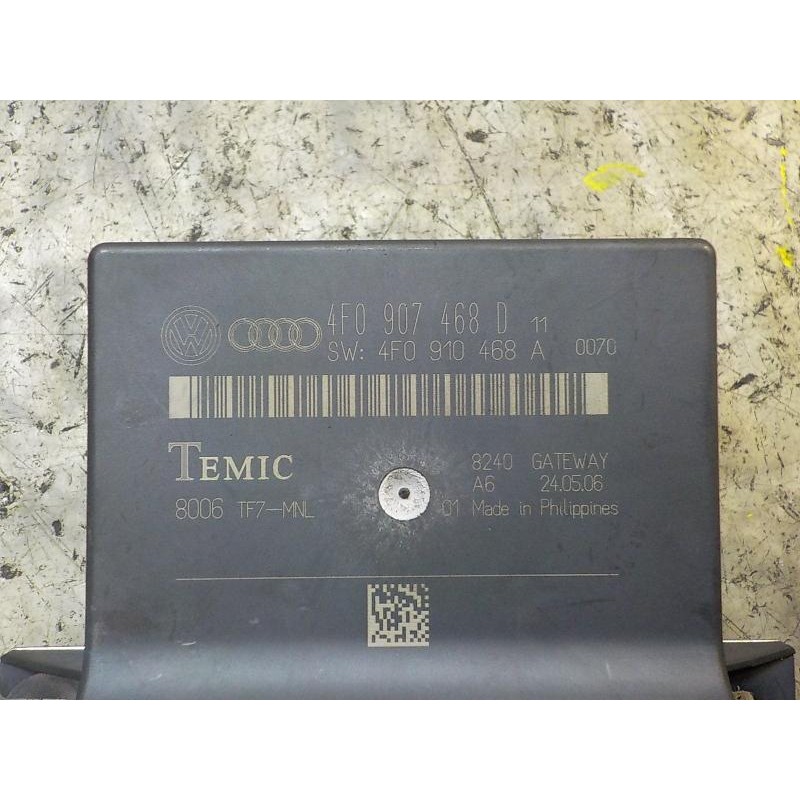 4F0 907 468 D 11
SW: 4F0 910 468 A 0070
TEMIC
8240 GATEWAY
A6 24.05.06
8006 TF7-MNL 01 Made in Philippines